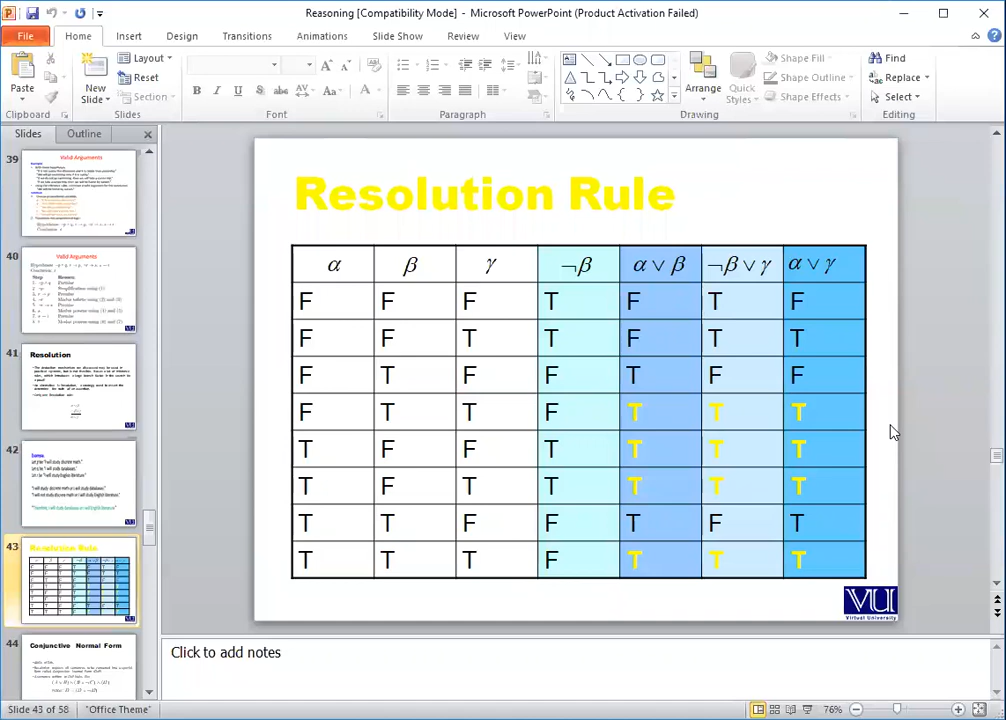 Reasoning [Compatibility Mode] - Microsoft PowerPoint (Product Activation Failed)
File Home Insert Design Transitions Animations Slide Show Review View
Paste
New Slide
Layout
Reset
Section
Shape Fill
Shape Outline
Shape Effects
Arrange
Quick Styles
Find
Replace
Select
Clipboard Slides Font Paragraph Drawing Editing
Slides Outline
39
Valid Arguments
40
Valid Arguments
41
Resolution
42
43
Resolution Rule
44
Conjunctive Normal Form
Resolution Rule
α β γ ¬β α ∨ β ¬β ∨ γ α ∨ γ
F F F T F T F
F F T T F T T
F T F F T F F
F T T F T T T
T F F T T T T
T F T T T T T
T T F F T F T
T T T F T T T
VU
Virtual University
Click to add notes
Slide 43 of 58 "Office Theme" 76%